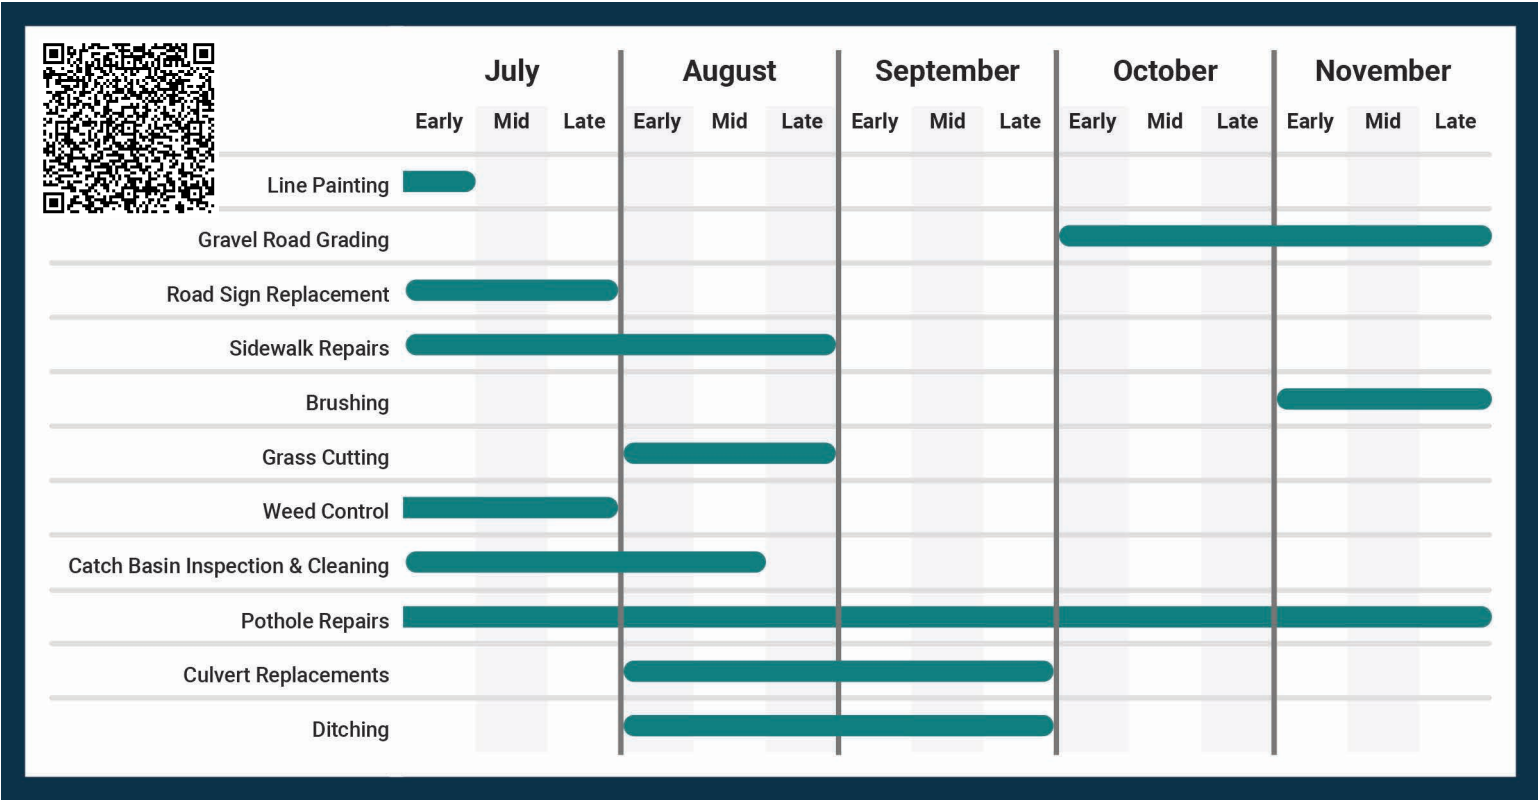 July August September October November
Early Mid Late Early Mid Late Early Mid Late Early Mid Late Early Mid Late
Line Painting
Gravel Road Grading
Road Sign Replacement
Sidewalk Repairs
Brushing
Grass Cutting
Weed Control
Catch Basin Inspection & Cleaning
Pothole Repairs
Culvert Replacements
Ditching